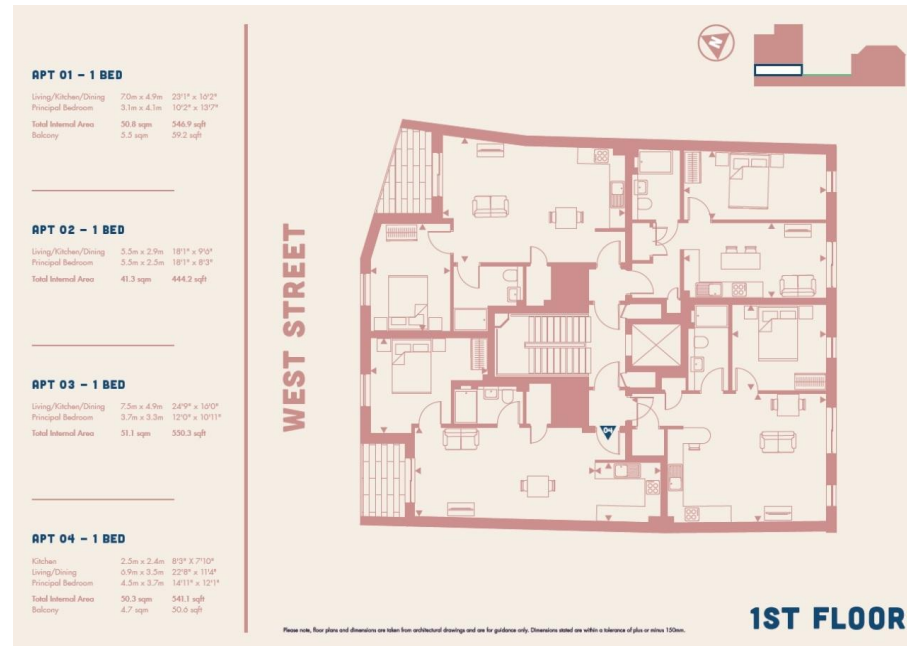 APT 01 – 1 BED
Living/Kitchen/Dining 7.0m x 4.9m 23'1" x 16'2"
Principal Bedroom 3.1m x 4.1m 10'2" x 13'7"
Total Internal Area 50.8 sqm 546.9 sqft
Balcony 5.5 sqm 59.2 sqft
APT 02 – 1 BED
Living/Kitchen/Dining 5.5m x 2.9m 18'1" x 9'6"
Principal Bedroom 5.5m x 2.5m 18'1" x 8'3"
Total Internal Area 41.3 sqm 444.2 sqft
APT 03 – 1 BED
Living/Kitchen/Dining 7.5m x 4.9m 24'9" x 16'0"
Principal Bedroom 3.7m x 3.3m 12'0" x 10'11"
Total Internal Area 51.1 sqm 550.3 sqft
APT 04 – 1 BED
Kitchen 2.5m x 2.4m 8'3" X 7'10"
Living/Dining 6.9m x 3.5m 22'8" x 11'4"
Principal Bedroom 4.5m x 3.7m 14'11" x 12'1"
Total Internal Area 50.3 sqm 541.1 sqft
Balcony 4.7 sqm 50.6 sqft
N
WEST STREET
04
Please note, floor plans and dimensions are taken from architectural drawings and are for guidance only. Dimensions stated are within a tolerance of plus or minus 150mm.
1ST FLOOR